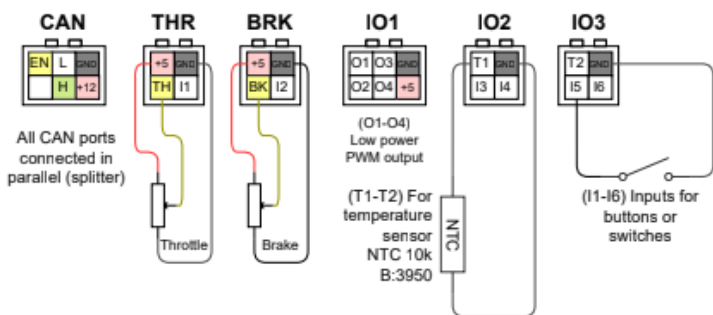 CAN THR BRK IO1 IO2 IO3
EN L GND
H +12
+5 GND
TH I1
+5 GND
BK I2
O1 O3 GND
O2 O4 +5
T1 GND
I3 I4
T2 GND
I5 I6
All CAN ports
connected in
parallel (splitter)
Throttle
Brake
(O1-O4)
Low power
PWM output
(T1-T2) For
temperature
sensor
NTC 10k
B:3950
NTC
(I1-I6) Inputs for
buttons or
switches